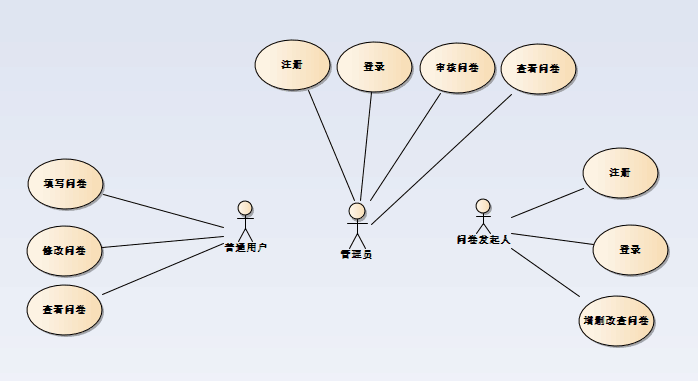 注册
登录
审核问卷
查看问卷
填写问卷
修改问卷
查看问卷
普通用户
管理员
问卷发起人
注册
登录
增删改查问卷